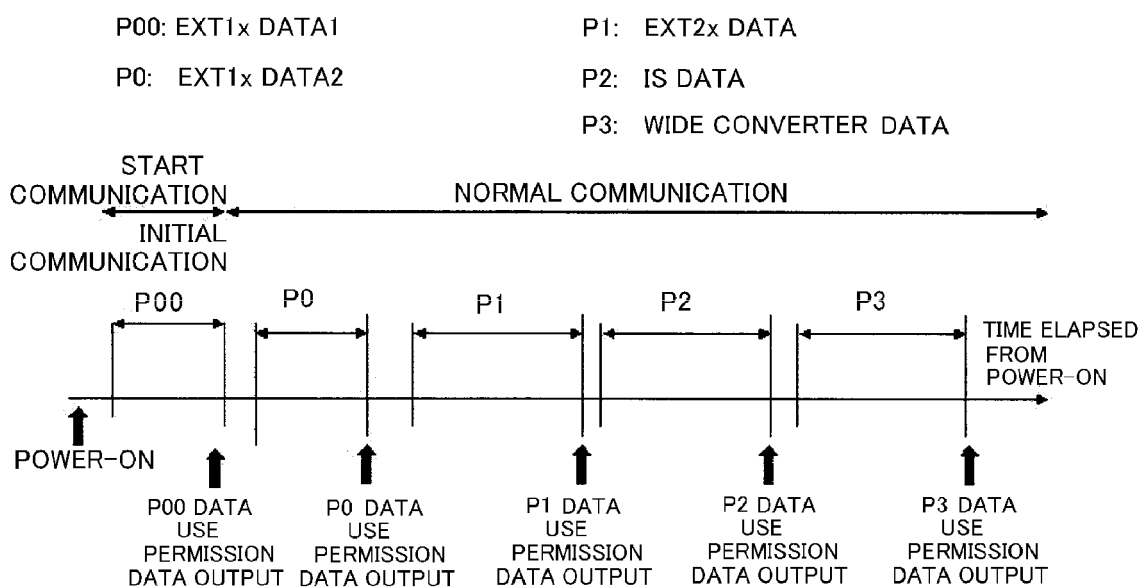 P00: EXT1x DATA1
P0: EXT1x DATA2
P1: EXT2x DATA
P2: IS DATA
P3: WIDE CONVERTER DATA
START
COMMUNICATION
NORMAL COMMUNICATION
INITIAL
COMMUNICATION
P00
P0
P1
P2
P3
TIME ELAPSED
FROM
POWER-ON
POWER-ON
P00 DATA
USE
PERMISSION
DATA OUTPUT
P0 DATA
USE
PERMISSION
DATA OUTPUT
P1 DATA
USE
PERMISSION
DATA OUTPUT
P2 DATA
USE
PERMISSION
DATA OUTPUT
P3 DATA
USE
PERMISSION
DATA OUTPUT